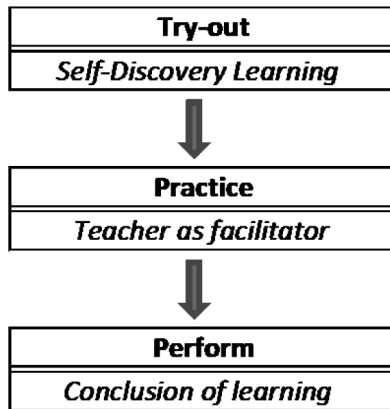 Try-out
Self-Discovery Learning
Practice
Teacher as facilitator
Perform
Conclusion of learning